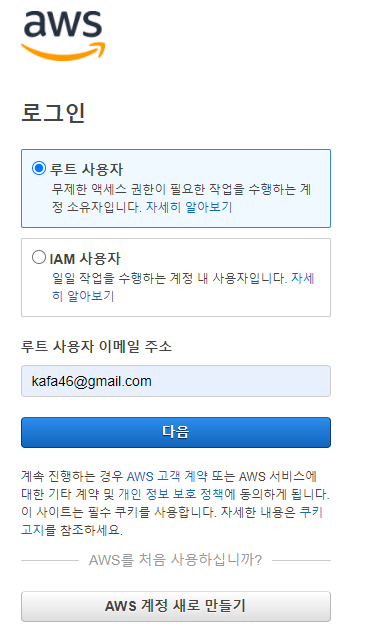 aws
로그인
루트 사용자
무제한 액세스 권한이 필요한 작업을 수행하는 계
정 소유자입니다. 자세히 알아보기
IAM 사용자
일일 작업을 수행하는 계정 내 사용자입니다. 자세
히 알아보기
루트 사용자 이메일 주소
kafa46@gmail.com
다음
계속 진행하는 경우 AWS 고객 계약 또는 AWS 서비스에
대한 기타 계약 및 개인 정보 보호 정책에 동의하게 됩니다.
이 사이트는 필수 쿠키를 사용합니다. 자세한 내용은 쿠키
고지를 참조하세요.
AWS를 처음 사용하십니까?
AWS 계정 새로 만들기